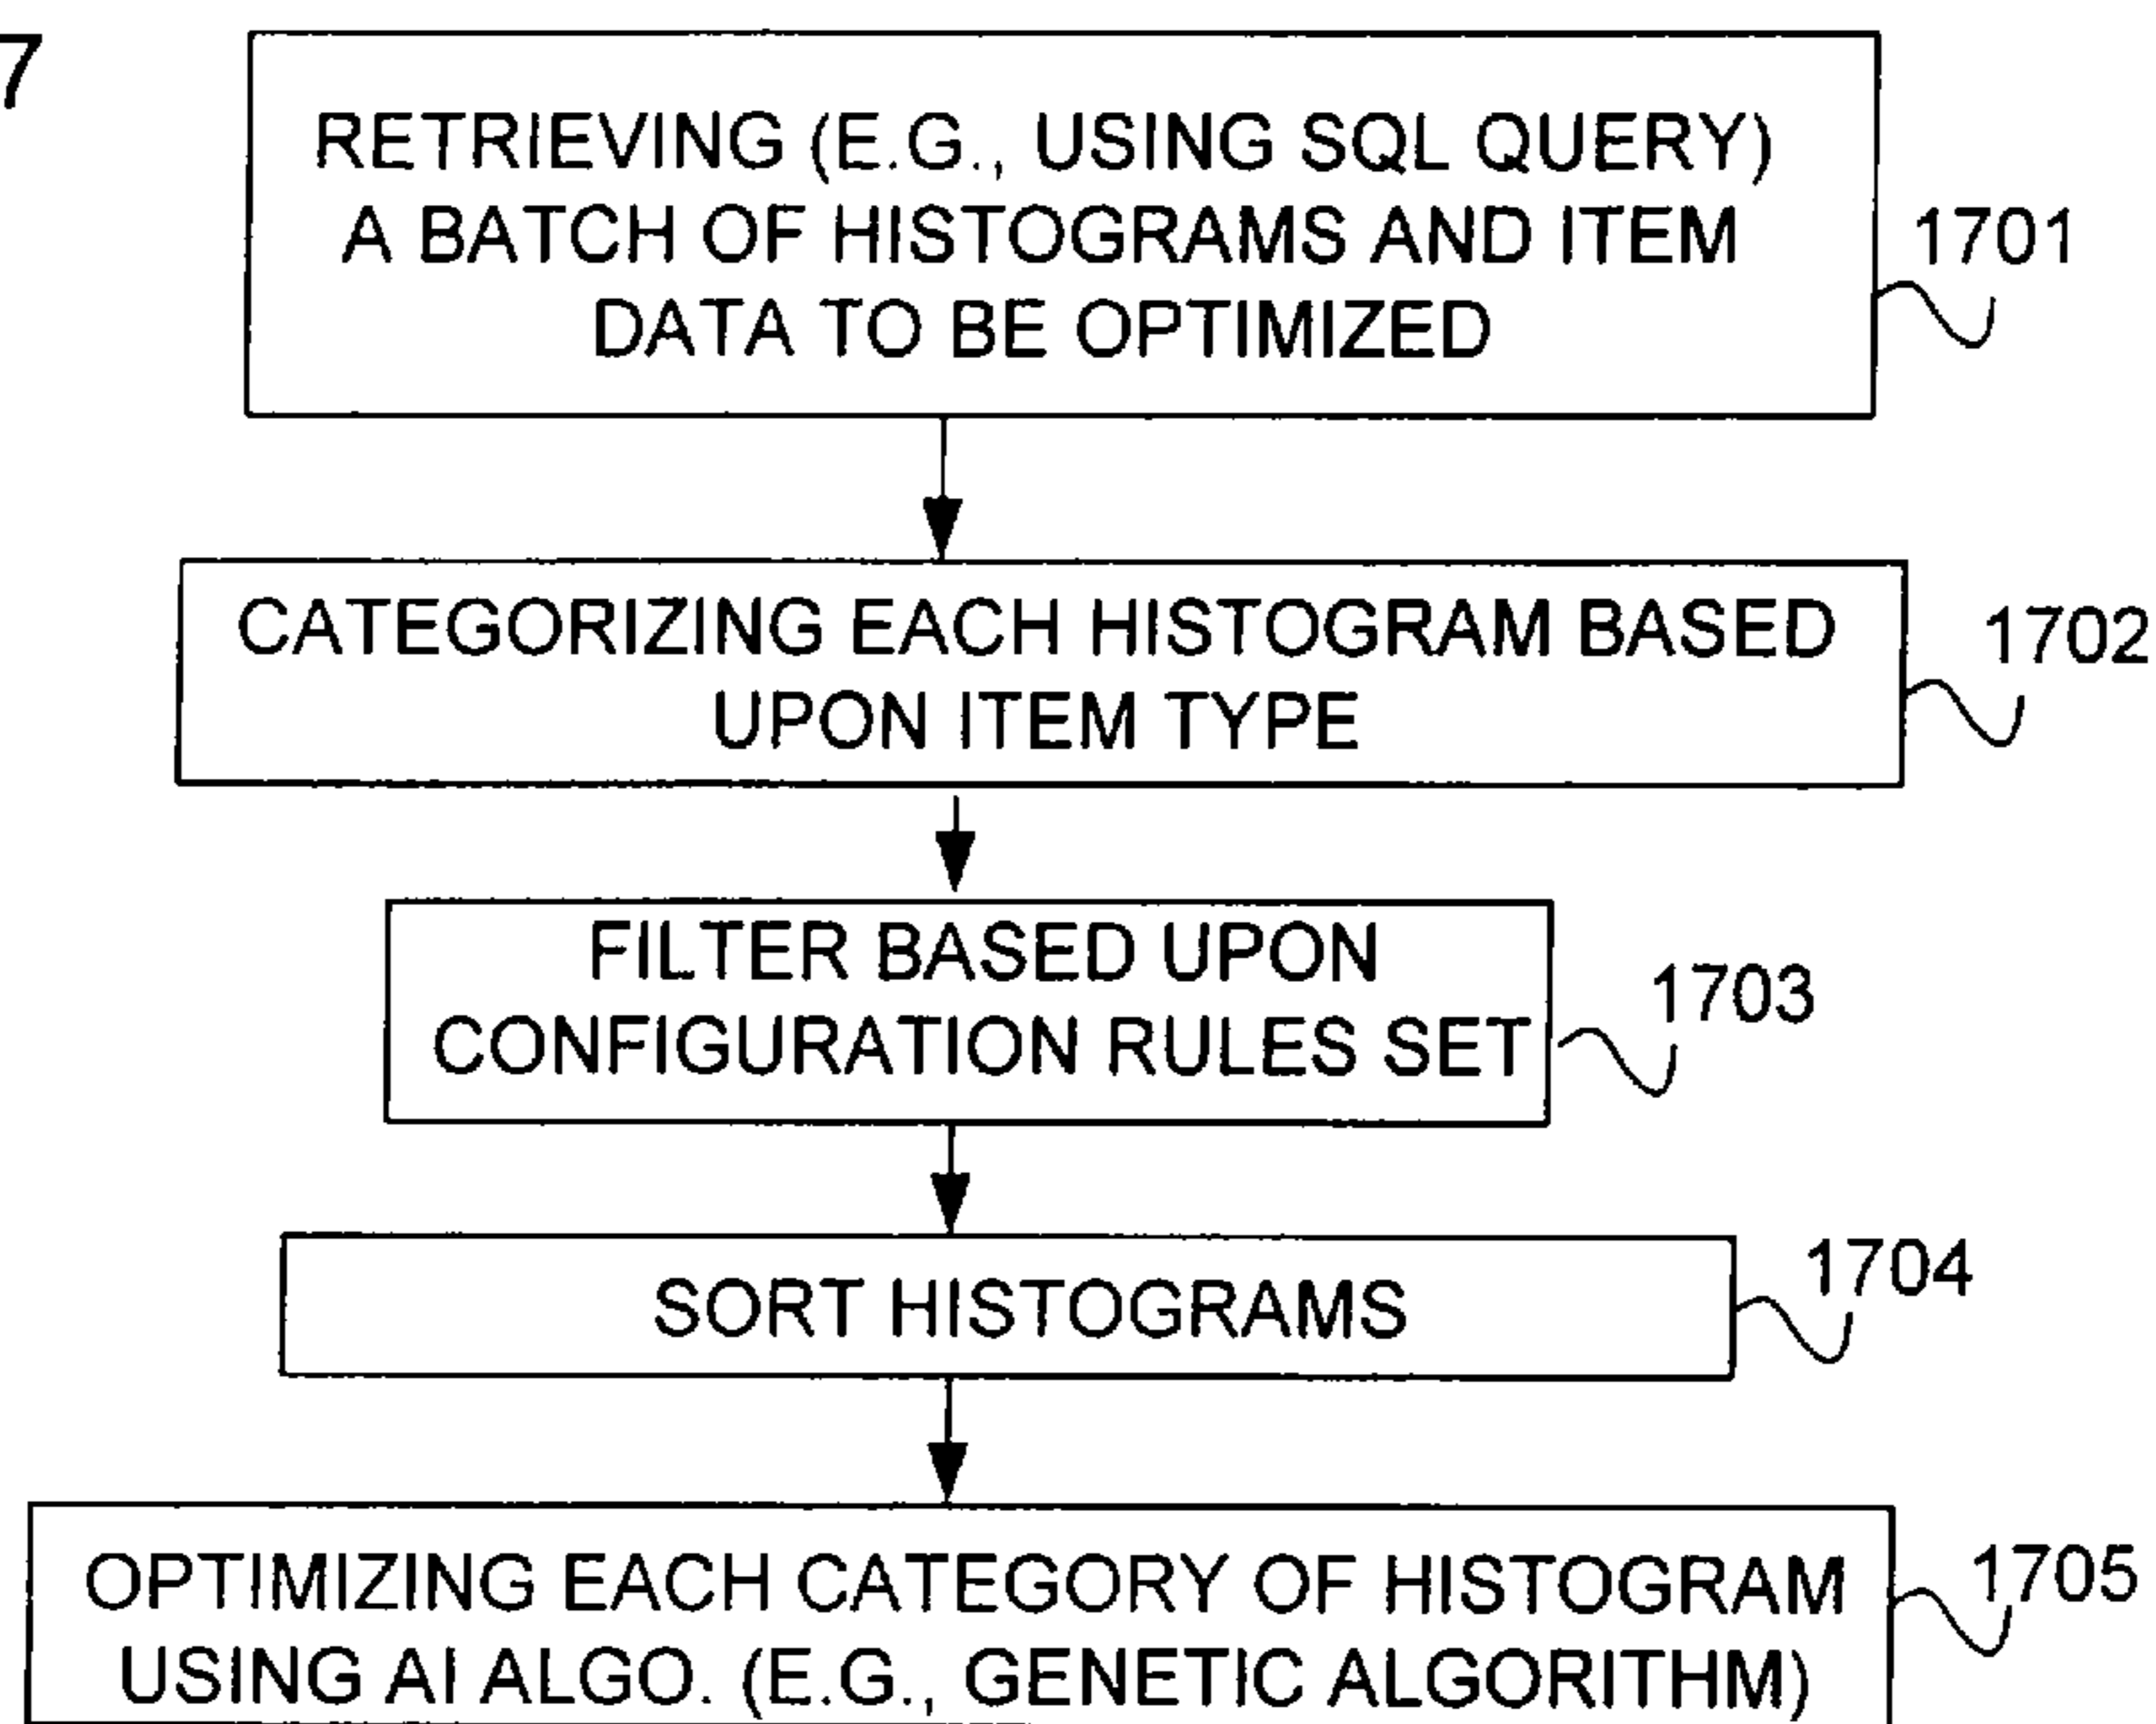 7
RETRIEVING (E.G., USING SQL QUERY)
A BATCH OF HISTOGRAMS AND ITEM
DATA TO BE OPTIMIZED
1701
CATEGORIZING EACH HISTOGRAM BASED
UPON ITEM TYPE
1702
FILTER BASED UPON
CONFIGURATION RULES SET
1703
SORT HISTOGRAMS
1704
OPTIMIZING EACH CATEGORY OF HISTOGRAM
USING AI ALGO. (E.G., GENETIC ALGORITHM)
1705